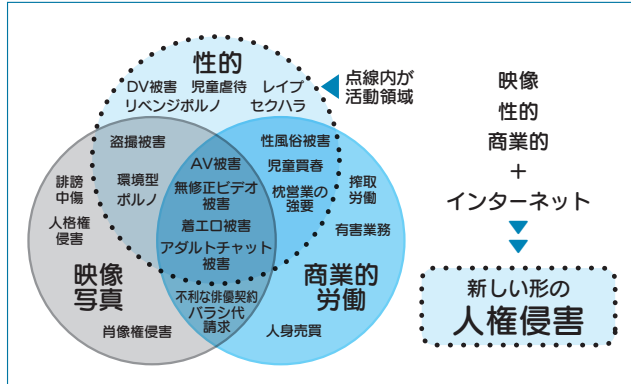 性的
DV被害 児童虐待 レイプ
リベンジポルノ セクハラ
点線内が
活動領域
盗撮被害
環境型
ポルノ
誹謗
中傷
人格権
侵害
映像
写真
肖像権侵害
AV被害
無修正ビデオ
被害
着エロ被害
アダルトチャット
被害
不利な俳優契約
バラシ代
請求
性風俗被害
児童買春
枕営業の
強要
搾取
労働
有害業務
商業的
労働
人身売買
映像
性的
商業的
+
インターネット
新しい形の
人権侵害